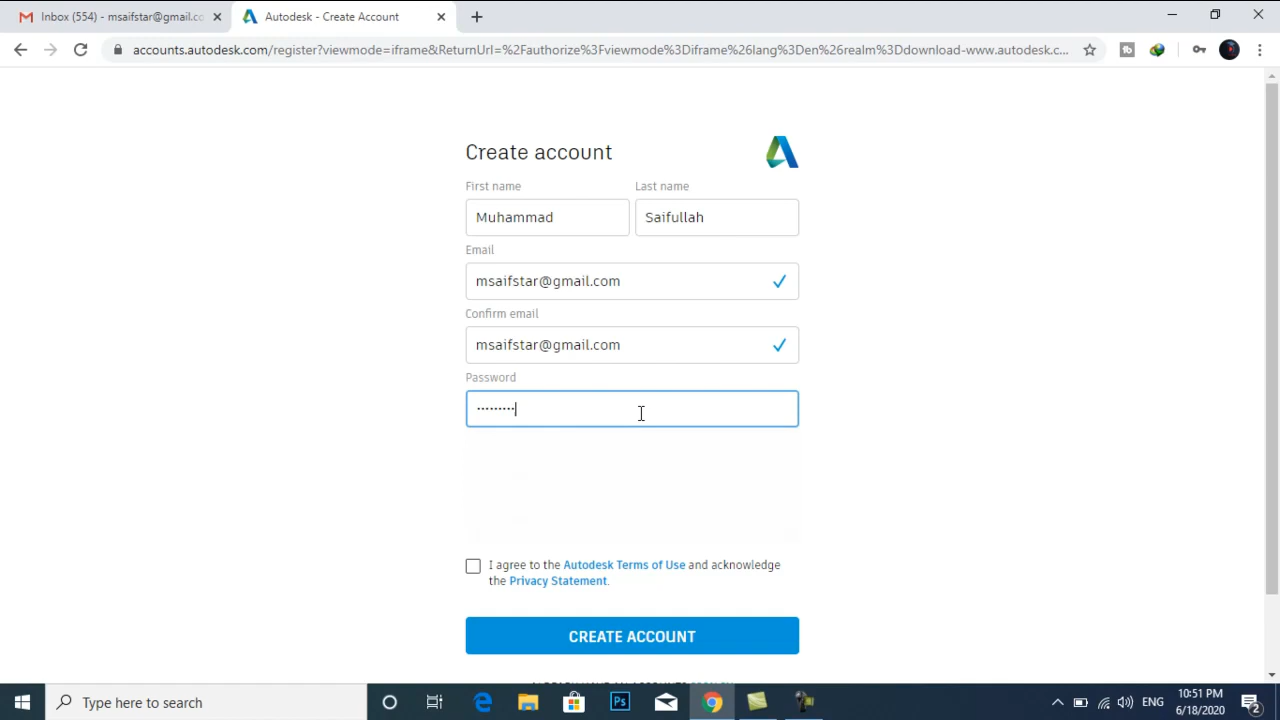 Inbox (554) - msaifstar@gmail.co
Autodesk - Create Account
accounts.autodesk.com/register?viewmode=iframe&ReturnUrl=%2Fauthorize%3Fviewmode%3Diframe%26lang%3Den%26realm%3Ddownload-www.autodesk.c...
Create account
First name
Last name
Muhammad
Saifullah
Email
msaifstar@gmail.com
Confirm email
msaifstar@gmail.com
Password
•••••••••
I agree to the Autodesk Terms of Use and acknowledge
the Privacy Statement.
CREATE ACCOUNT
Type here to search
Ps
ENG
10:51 PM
6/18/2020
2